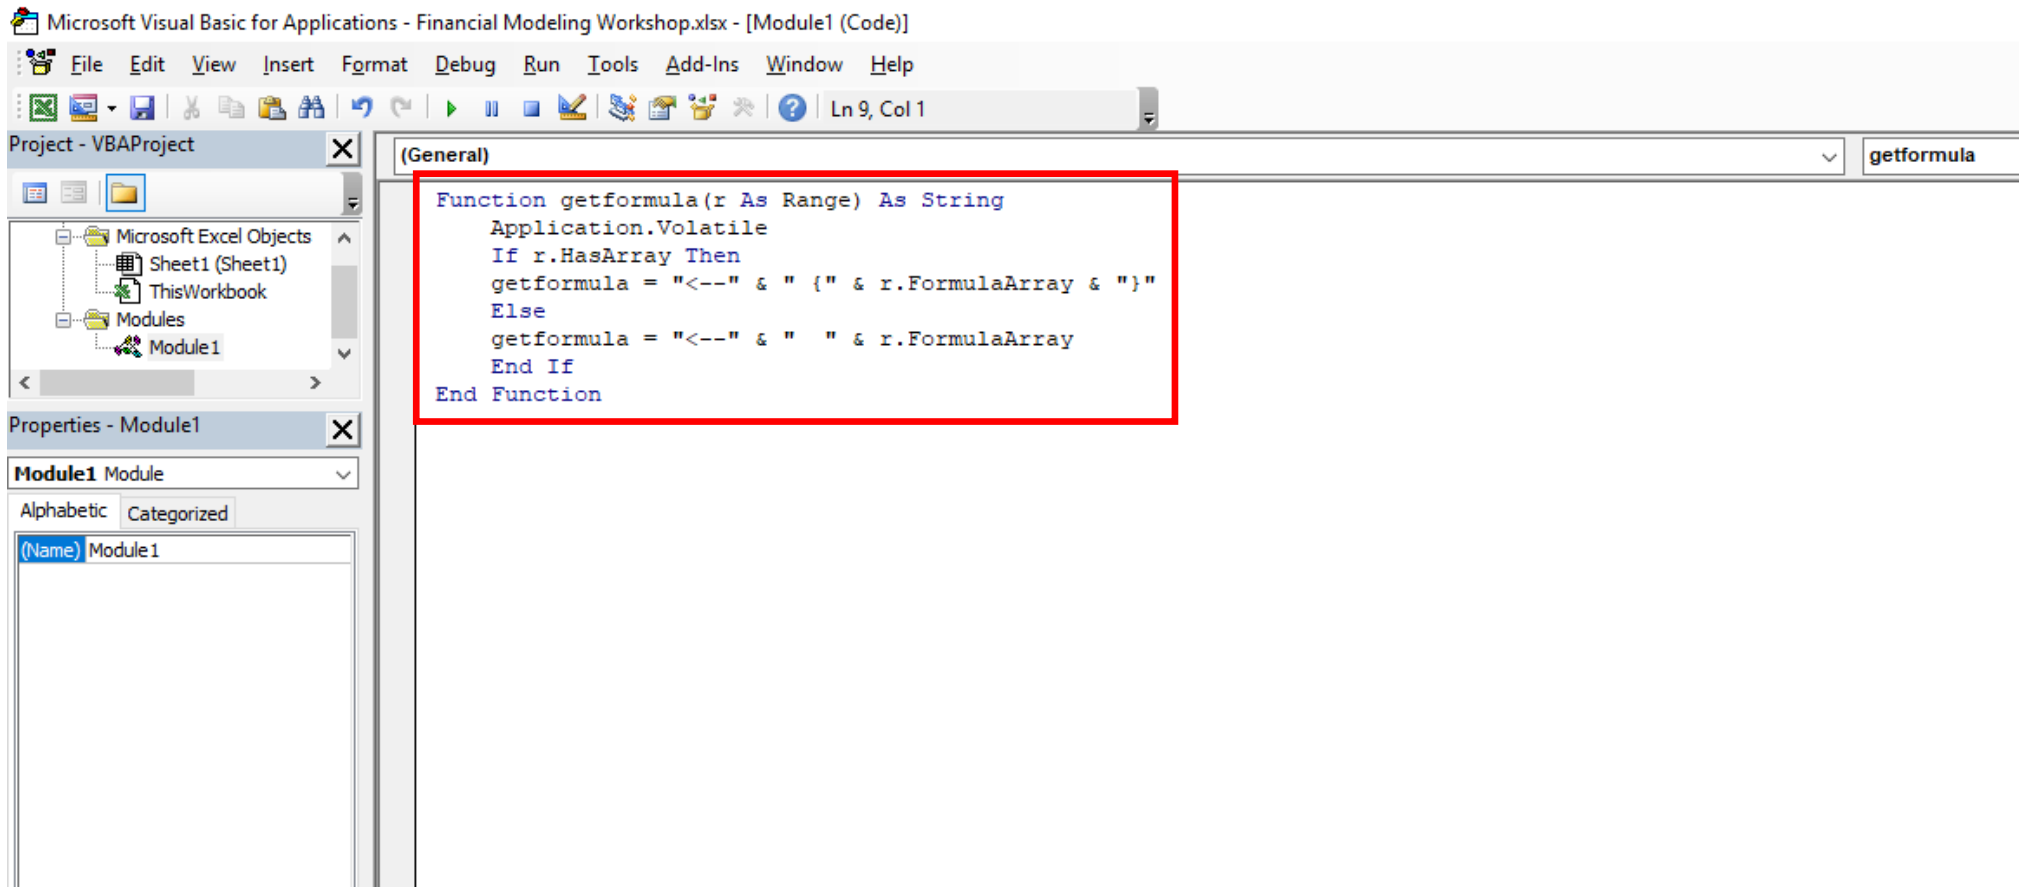 Microsoft Visual Basic for Applications - Financial Modeling Workshop.xlsx - [Module1 (Code)]
File Edit View Insert Format Debug Run Tools Add-Ins Window Help
Ln 9, Col 1
Project - VBAProject
(General)
getformula
Microsoft Excel Objects
Sheet1 (Sheet1)
ThisWorkbook
Modules
Module1
Properties - Module1
Module1 Module
Alphabetic Categorized
(Name) Module1
Function getformula(r As Range) As String
    Application.Volatile
    If r.HasArray Then
    getformula = "<--" & " {" & r.FormulaArray & "}"
    Else
    getformula = "<--" & "  " & r.FormulaArray
    End If
End Function